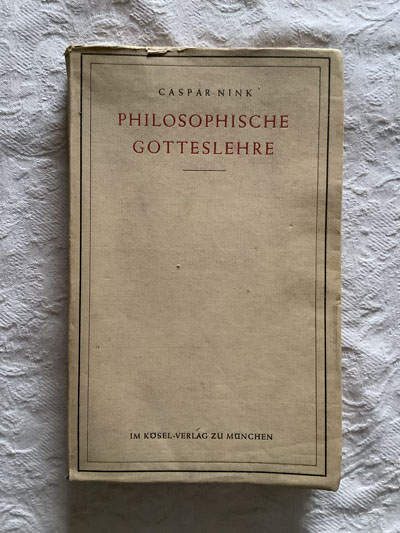 CASPAR NINK
PHILOSOPHISCHE
GOTTESLEHRE
IM KÖSEL-VERLAG ZU MÜNCHEN